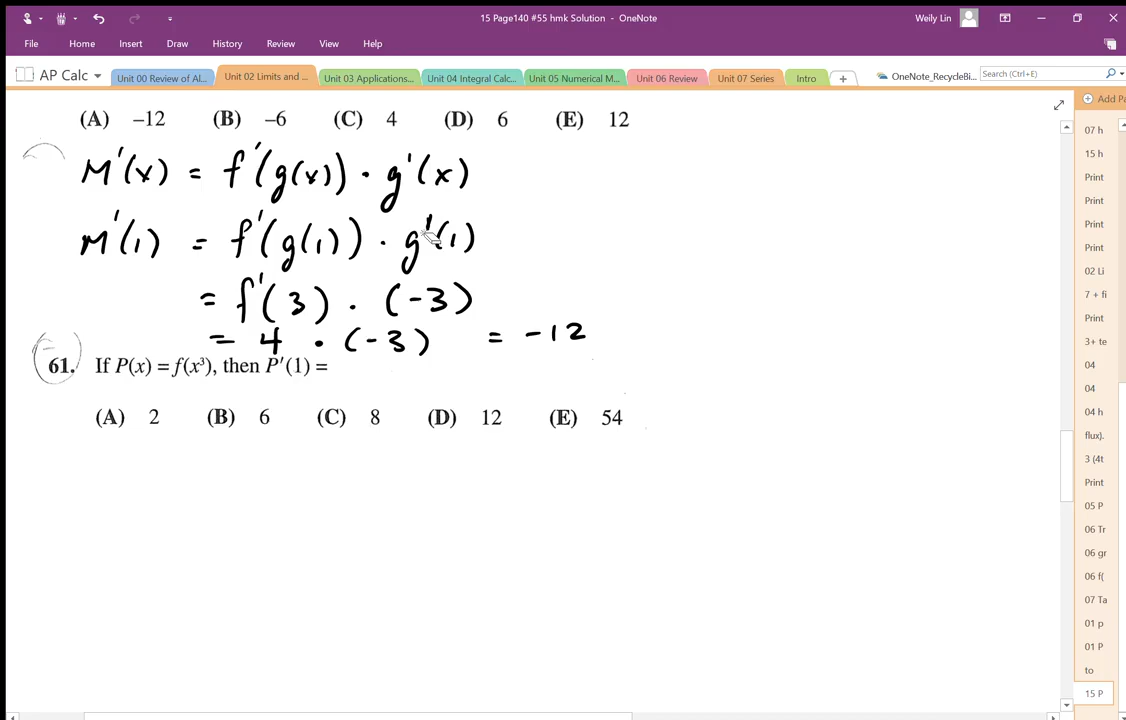 15 Page140 #55 hmk Solution - OneNote
Weily Lin
File Home Insert Draw History Review View Help
AP Calc
Unit 00 Review of Al... Unit 02 Limits and ... Unit 03 Applications... Unit 04 Integral Calc... Unit 05 Numerical M... Unit 06 Review Unit 07 Series Intro
OneNote_RecycleBi...
Search (Ctrl+E)
Add Pa
(A) –12 (B) –6 (C) 4 (D) 6 (E) 12
M'(x) = f'(g(x)) · g'(x)
M'(1) = f'(g(1)) · g'(1)
= f'(3) · (-3)
= 4 · (-3) = -12
61. If P(x) = f(x³), then P′(1) =
(A) 2 (B) 6 (C) 8 (D) 12 (E) 54
07 h
15 h
Print
Print
Print
Print
02 Li
7 + fi
Print
3+ te
04
04
04 h
flux).
3 (4t
Print
05 P
06 Tr
06 gr
06 f(
07 Ta
01 p
01 P
to
15 P